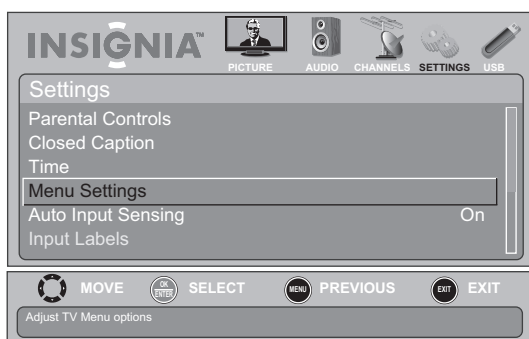 INSIGNIA™
PICTURE AUDIO CHANNELS SETTINGS USB
Settings
Parental Controls
Closed Caption
Time
Menu Settings
Auto Input Sensing On
Input Labels
MOVE OK ENTER SELECT MENU PREVIOUS EXIT EXIT
Adjust TV Menu options